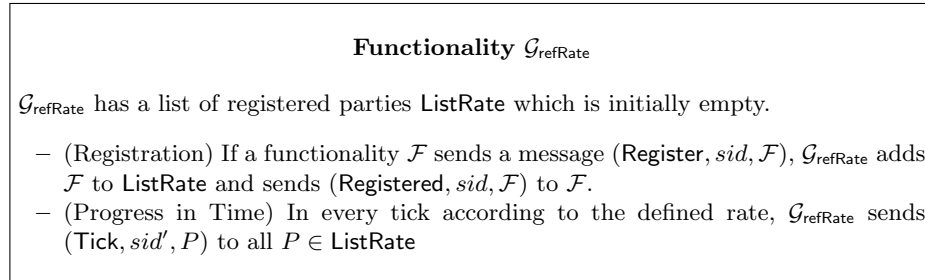 Functionality 𝒢refRate
𝒢refRate has a list of registered parties ListRate which is initially empty.
– (Registration) If a functionality ℱ sends a message (Register, sid, ℱ), 𝒢refRate adds
ℱ to ListRate and sends (Registered, sid, ℱ) to ℱ.
– (Progress in Time) In every tick according to the defined rate, 𝒢refRate sends
(Tick, sid′, P) to all P ∈ ListRate